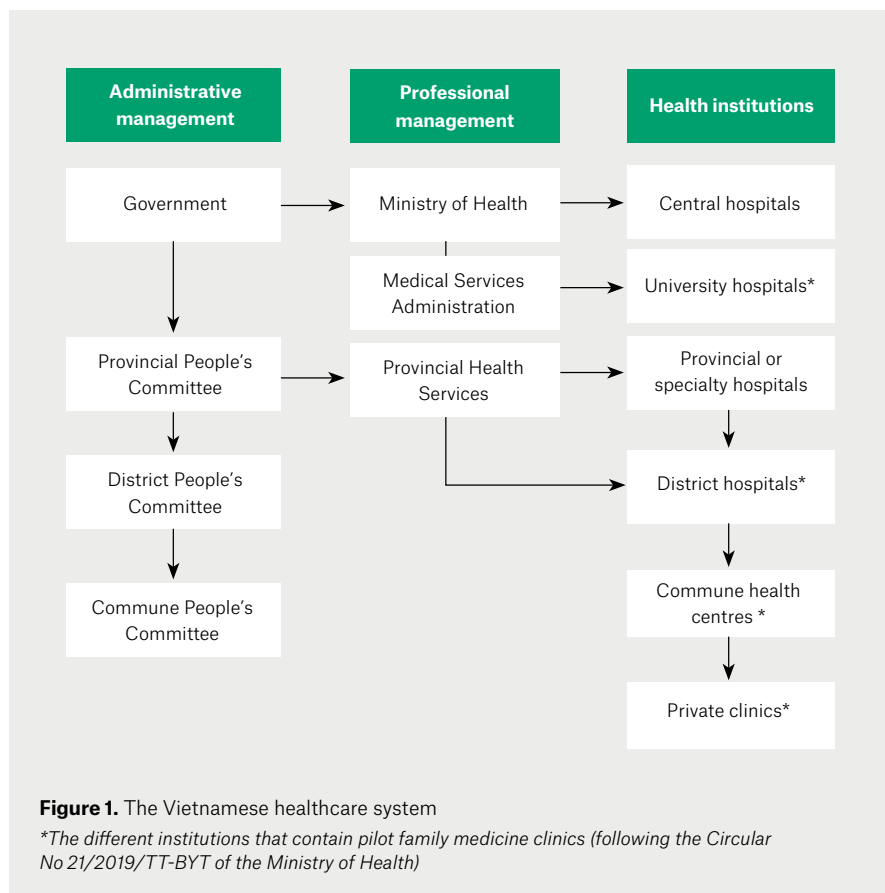 Administrative
management
Professional
management
Health institutions
Government
Ministry of Health
Central hospitals
Medical Services
Administration
University hospitals*
Provincial People's
Committee
Provincial Health
Services
Provincial or
specialty hospitals
District People's
Committee
District hospitals*
Commune People's
Committee
Commune health
centres *
Private clinics*
Figure 1. The Vietnamese healthcare system
*The different institutions that contain pilot family medicine clinics (following the Circular
No 21/2019/TT-BYT of the Ministry of Health)